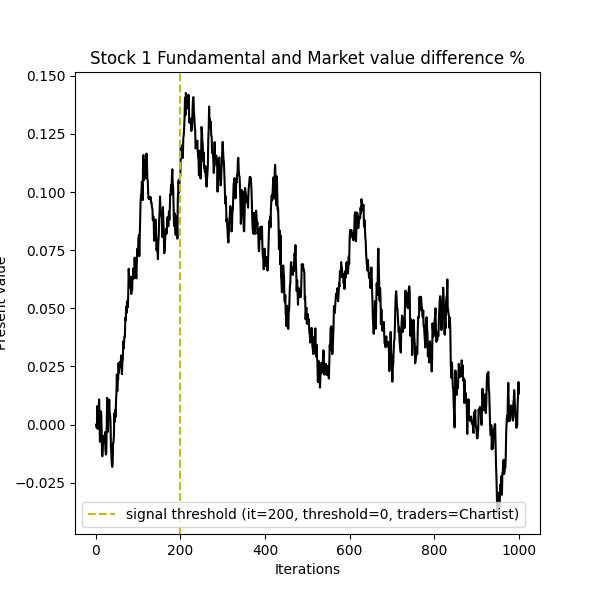 Stock 1 Fundamental and Market value difference %
0.150
0.125
0.100
0.075
0.050
0.025
0.000
−0.025
Present value
signal threshold (it=200, threshold=0, traders=Chartist)
0 200 400 600 800 1000
Iterations